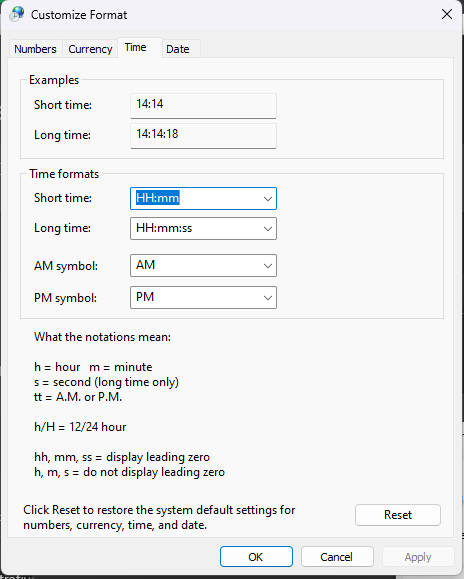 Customize Format
Numbers Currency Time Date
Examples
Short time: 14:14
Long time: 14:14:18
Time formats
Short time: HH:mm
Long time: HH:mm:ss
AM symbol: AM
PM symbol: PM
What the notations mean:
h = hour m = minute
s = second (long time only)
tt = A.M. or P.M.
h/H = 12/24 hour
hh, mm, ss = display leading zero
h, m, s = do not display leading zero
Click Reset to restore the system default settings for
numbers, currency, time, and date.
Reset
OK Cancel Apply